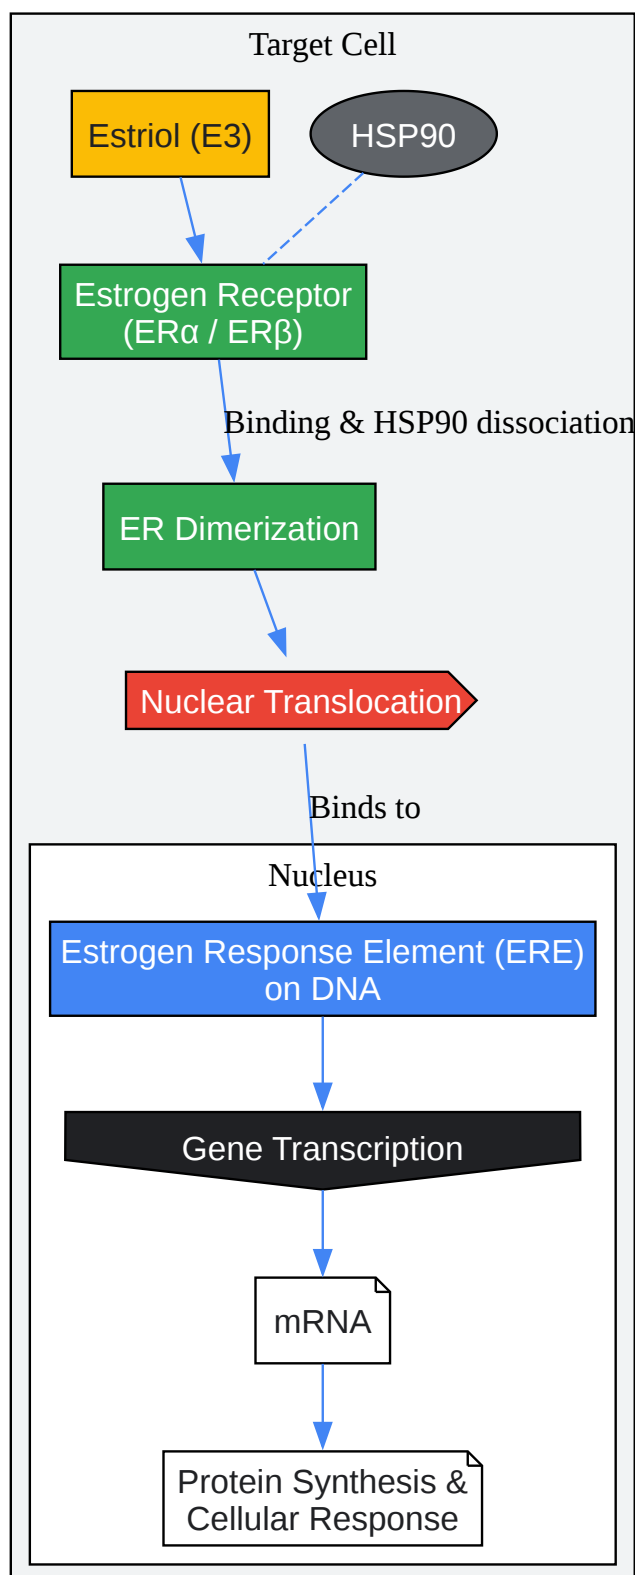 Target Cell
Estriol (E3)
HSP90
Estrogen Receptor
(ERα / ERβ)
Binding & HSP90 dissociation
ER Dimerization
Nuclear Translocation
Binds to
Nucleus
Estrogen Response Element (ERE)
on DNA
Gene Transcription
mRNA
Protein Synthesis &
Cellular Response